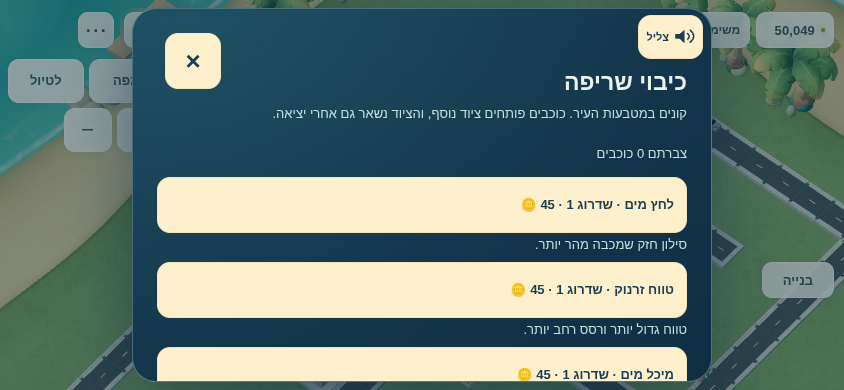 50,049
משימ
צליל
...
×
לטיול
מפה
כיבוי שריפה
קונים במטבעות העיר. כוכבים פותחים ציוד נוסף, והציוד נשאר גם אחרי יציאה.
–
צברתם 0 כוכבים
לחץ מים · שדרוג 1 · 45
סילון חזק שמכבה מהר יותר.
בנייה
טווח זרנוק · שדרוג 1 · 45
טווח גדול יותר ורסס רחב יותר.
מיכל מים · שדרוג 1 · 45